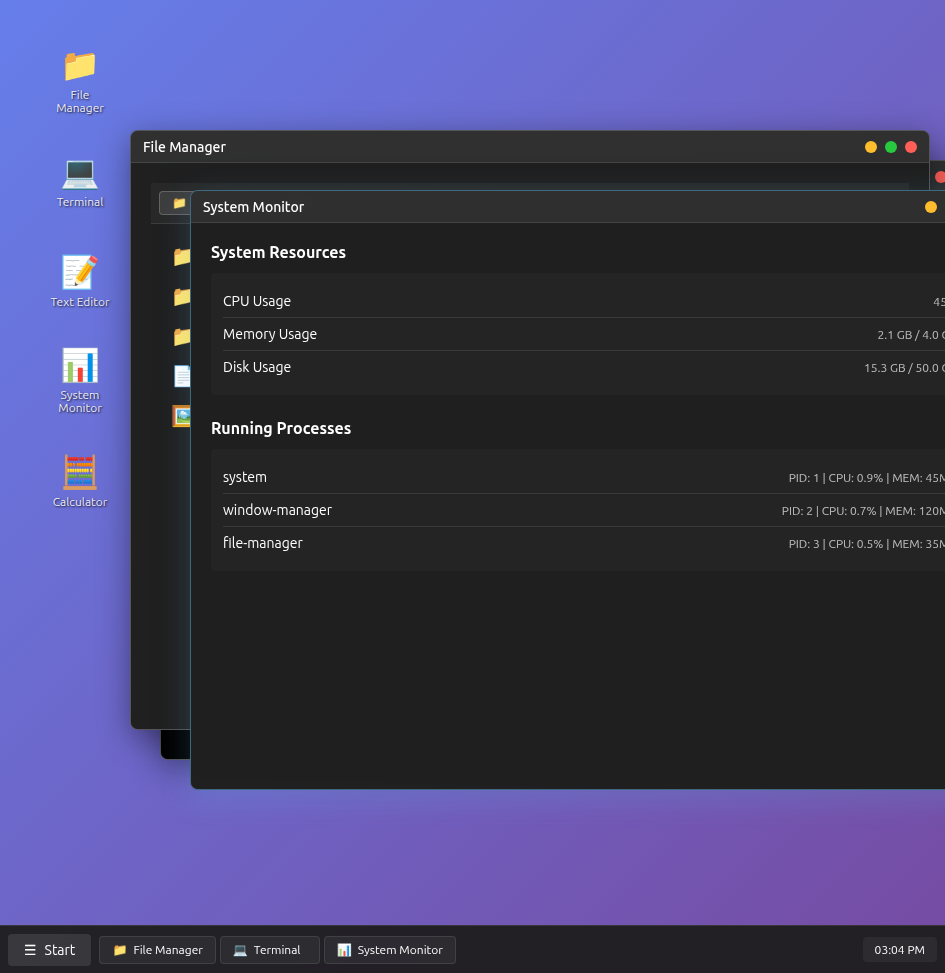 File
Manager
Terminal
Text Editor
System
Monitor
Calculator
File Manager
System Monitor
System Resources
CPU Usage 45
Memory Usage 2.1 GB / 4.0
Disk Usage 15.3 GB / 50.0
Running Processes
system PID: 1 | CPU: 0.9% | MEM: 45M
window-manager PID: 2 | CPU: 0.7% | MEM: 120M
file-manager PID: 3 | CPU: 0.5% | MEM: 35M
☰ Start File Manager Terminal System Monitor 03:04 PM